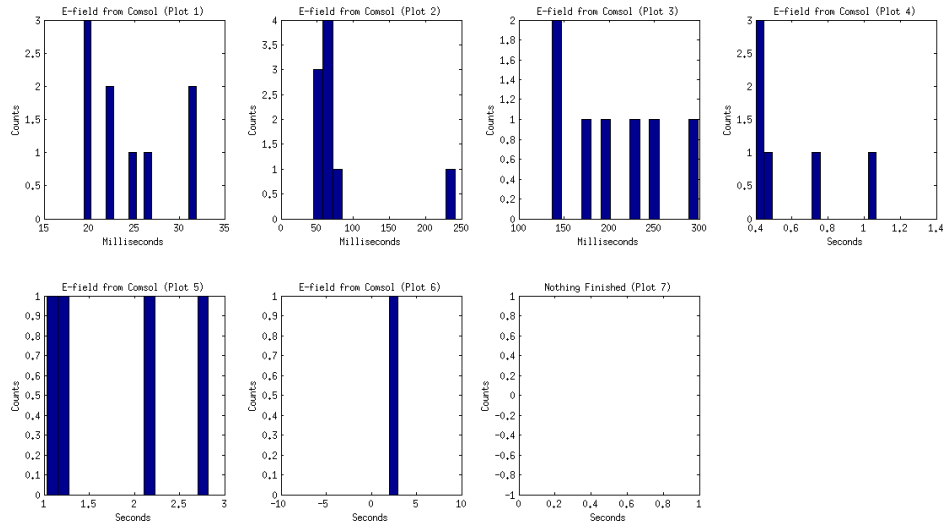 E-field from Comsol (Plot 1)
3
2.5
2
1.5
1
0.5
0
15 20 25 30 35
Counts
Milliseconds
E-field from Comsol (Plot 2)
4
3.5
3
2.5
2
1.5
1
0.5
0
0 50 100 150 200 250
Counts
Milliseconds
E-field from Comsol (Plot 3)
2
1.8
1.6
1.4
1.2
1
0.8
0.6
0.4
0.2
0
100 150 200 250 300
Counts
Milliseconds
E-field from Comsol (Plot 4)
3
2.5
2
1.5
1
0.5
0
0.4 0.6 0.8 1 1.2 1.4
Counts
Seconds
E-field from Comsol (Plot 5)
1
0.9
0.8
0.7
0.6
0.5
0.4
0.3
0.2
0.1
0
1 1.5 2 2.5 3
Counts
Seconds
E-field from Comsol (Plot 6)
1
0.9
0.8
0.7
0.6
0.5
0.4
0.3
0.2
0.1
0
-10 -5 0 5 10
Counts
Seconds
Nothing Finished (Plot 7)
1
0.8
0.6
0.4
0.2
0
-0.2
-0.4
-0.6
-0.8
-1
0 0.2 0.4 0.6 0.8 1
Counts
Seconds